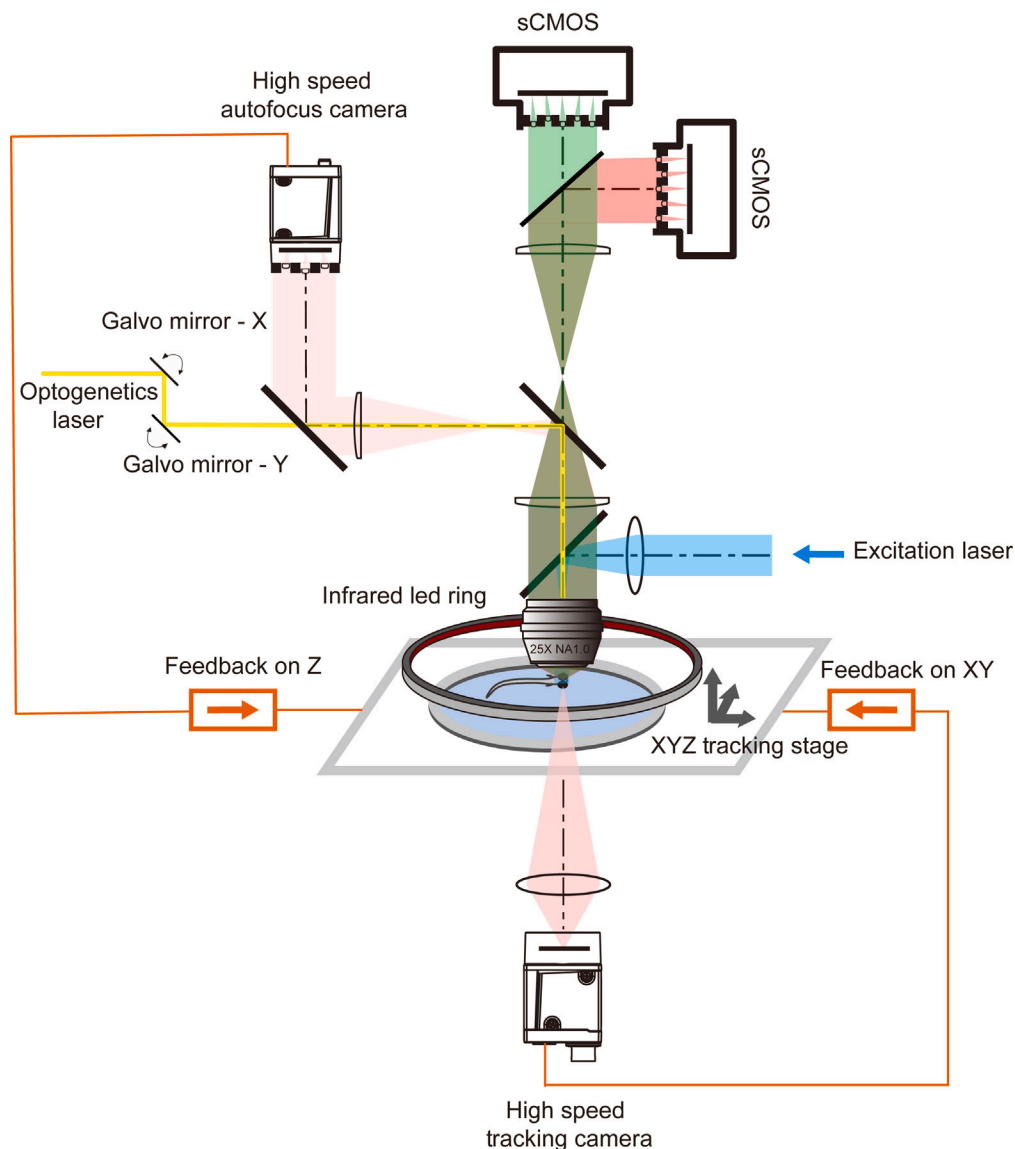 sCMOS
High speed
autofocus camera
sCMOS
Galvo mirror - X
Optogenetics
laser
Galvo mirror - Y
Excitation laser
Infrared led ring
25X NA1.0
Feedback on Z
Feedback on XY
XYZ tracking stage
High speed
tracking camera